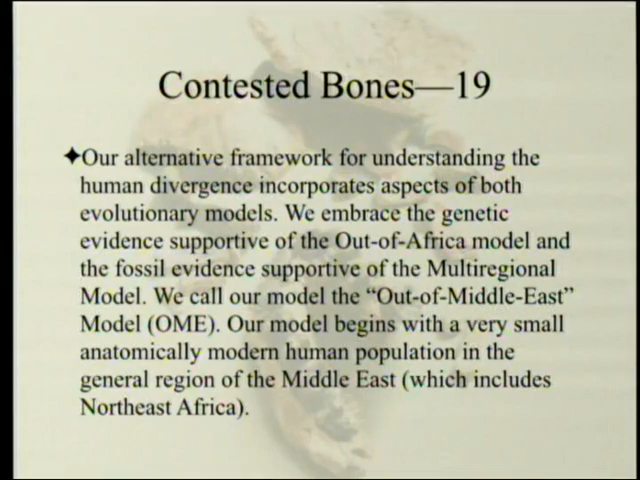 Contested Bones—19
✦Our alternative framework for understanding the
human divergence incorporates aspects of both
evolutionary models. We embrace the genetic
evidence supportive of the Out-of-Africa model and
the fossil evidence supportive of the Multiregional
Model. We call our model the “Out-of-Middle-East”
Model (OME). Our model begins with a very small
anatomically modern human population in the
general region of the Middle East (which includes
Northeast Africa).